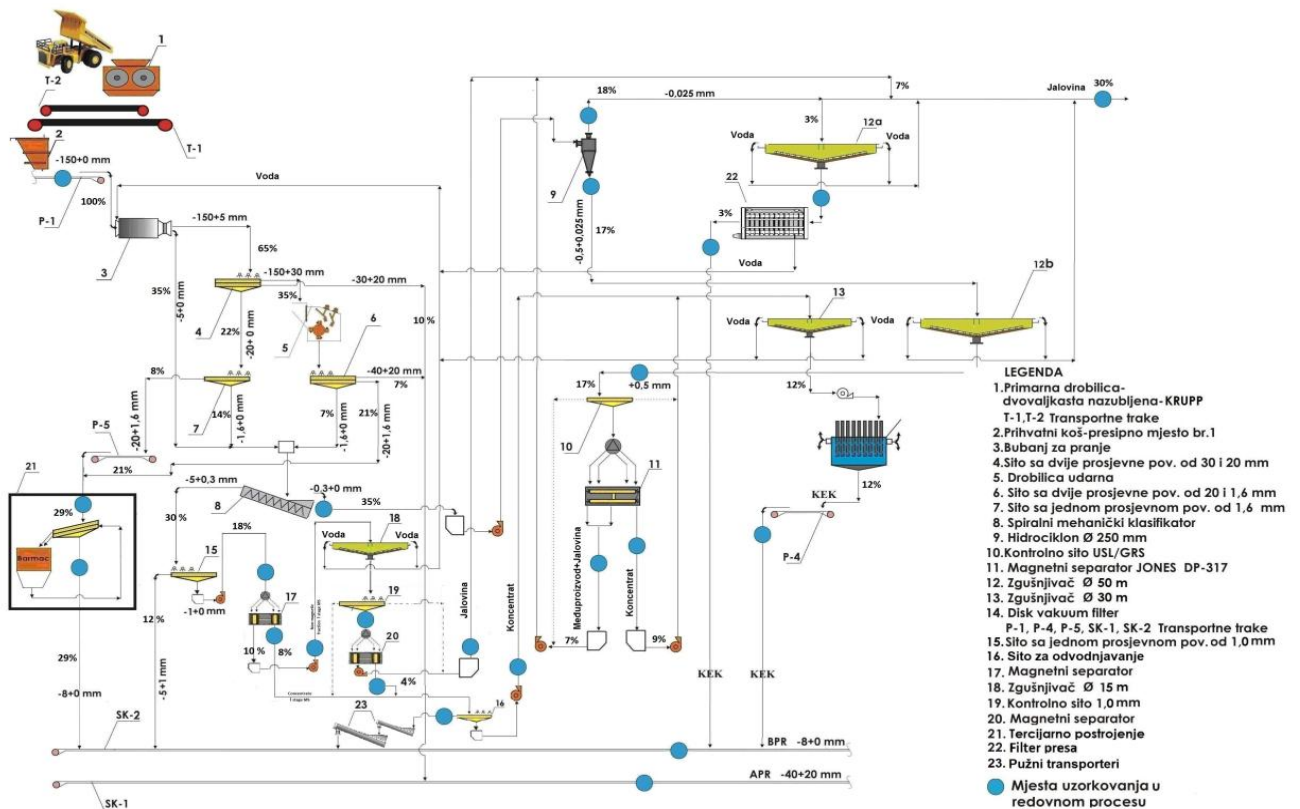 1
T-2
T-1
2
-150+0 mm
P-1
100%
Voda
-150+5 mm
3
65%
-150+30 mm
-30+20 mm
35%
-5+0 mm
4
22%
-20+ 0 mm
35%
5
6
10 %
8%
-40+20 mm
7%
14%
-1,6+0 mm
7
7%
-1,6+0 mm
21%
-20+1,6 mm
-20+1,6 mm
P-5
21%
21
29%
Barmac
-5+0,3 mm
8
-0,3+0 mm
35%
30 %
18%
15
-1+0 mm
12 %
-5+1 mm
29%
-8+0 mm
17
10 %
8%
Voda
18
Voda
19
20
4%
Jalovina
Koncentrat
16
23
SK-2
SK-1
BPR -8+0 mm
APR -40+20 mm
18%
-0,025 mm
7%
Jalovina
30%
3%
12a
Voda
Voda
9
22
3%
-0,5+0,025 mm
17%
Voda
12b
13
Voda
Voda
Voda
17%
+0,5 mm
10
11
12%
12%
KEK
P-4
Međuproizvod+Jalovina
Koncentrat
7%
9%
KEK
KEK
LEGENDA
1.Primarna drobilica-
dvovaljkasta nazubljena-KRUPP
T-1,T-2 Transportne trake
2.Prihvatni koš-presipno mjesto br.1
3.Bubanj za pranje
4.Sito sa dvije prosjevne pov. od 30 i 20 mm
5. Drobilica udarna
6. Sito sa dvije prosjevne pov. od 20 i 1,6 mm
7. Sito sa jednom prosjevnom pov. od 1,6 mm
8. Spiralni mehanički klasifikator
9. Hidrociklon Ø 250 mm
10.Kontrolno sito USL/GRS
11. Magnetni separator JONES DP-317
12. Zgušnjivač Ø 50 m
13. Zgušnjivač Ø 30 m
14. Disk vakuum filter
P-1, P-4, P-5, SK-1, SK-2 Transportne trake
15.Sito sa jednom prosjevnom pov. od 1,0 mm
16. Sito za odvodnjavanje
17. Magnetni separator
18. Zgušnjivač Ø 15 m
19. Kontrolno sito 1,0 mm
20. Magnetni separator
21. Tercijarno postrojenje
22. Filter presa
23. Pužni transporteri
Mjesta uzorkovanja u
redovnom procesu